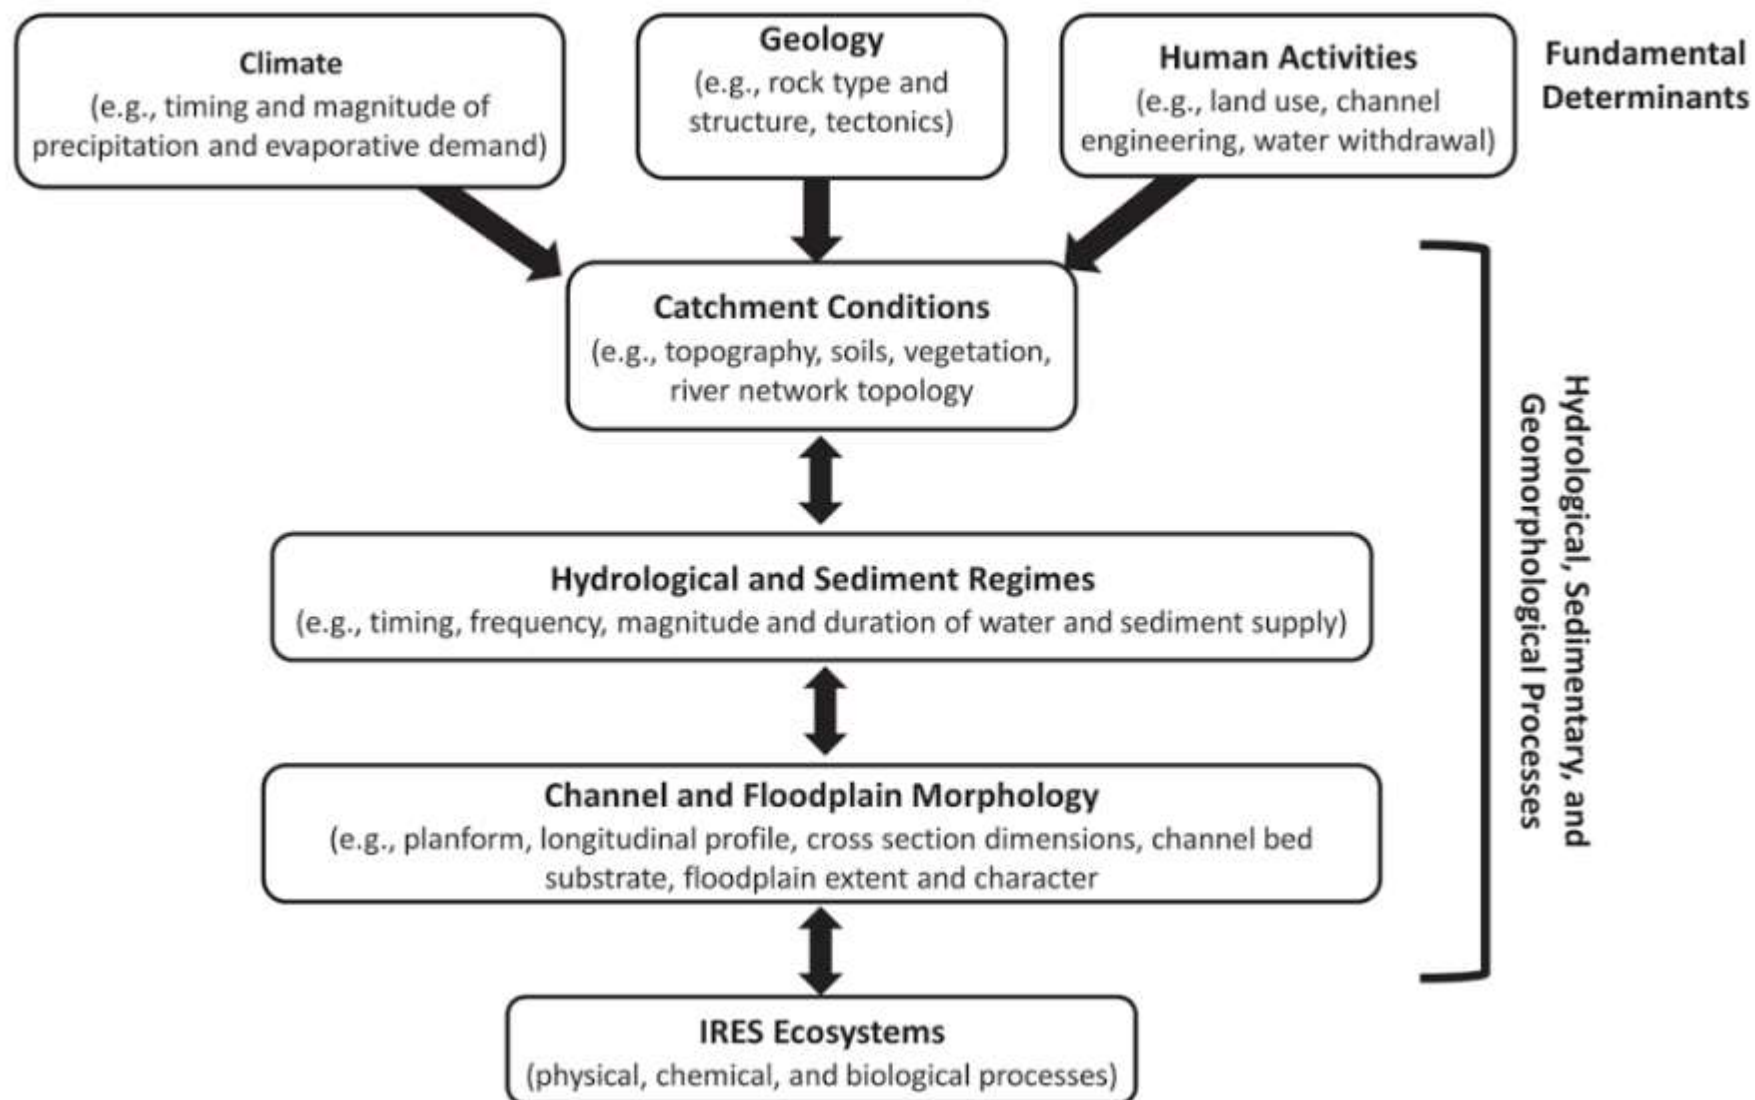 Climate
(e.g., timing and magnitude of
precipitation and evaporative demand)
Geology
(e.g., rock type and
structure, tectonics)
Human Activities
(e.g., land use, channel
engineering, water withdrawal)
Fundamental
Determinants
Catchment Conditions
(e.g., topography, soils, vegetation,
river network topology
Hydrological and Sediment Regimes
(e.g., timing, frequency, magnitude and duration of water and sediment supply)
Channel and Floodplain Morphology
(e.g., planform, longitudinal profile, cross section dimensions, channel bed
substrate, floodplain extent and character
IRES Ecosystems
(physical, chemical, and biological processes)
Hydrological, Sedimentary, and
Geomorphological Processes